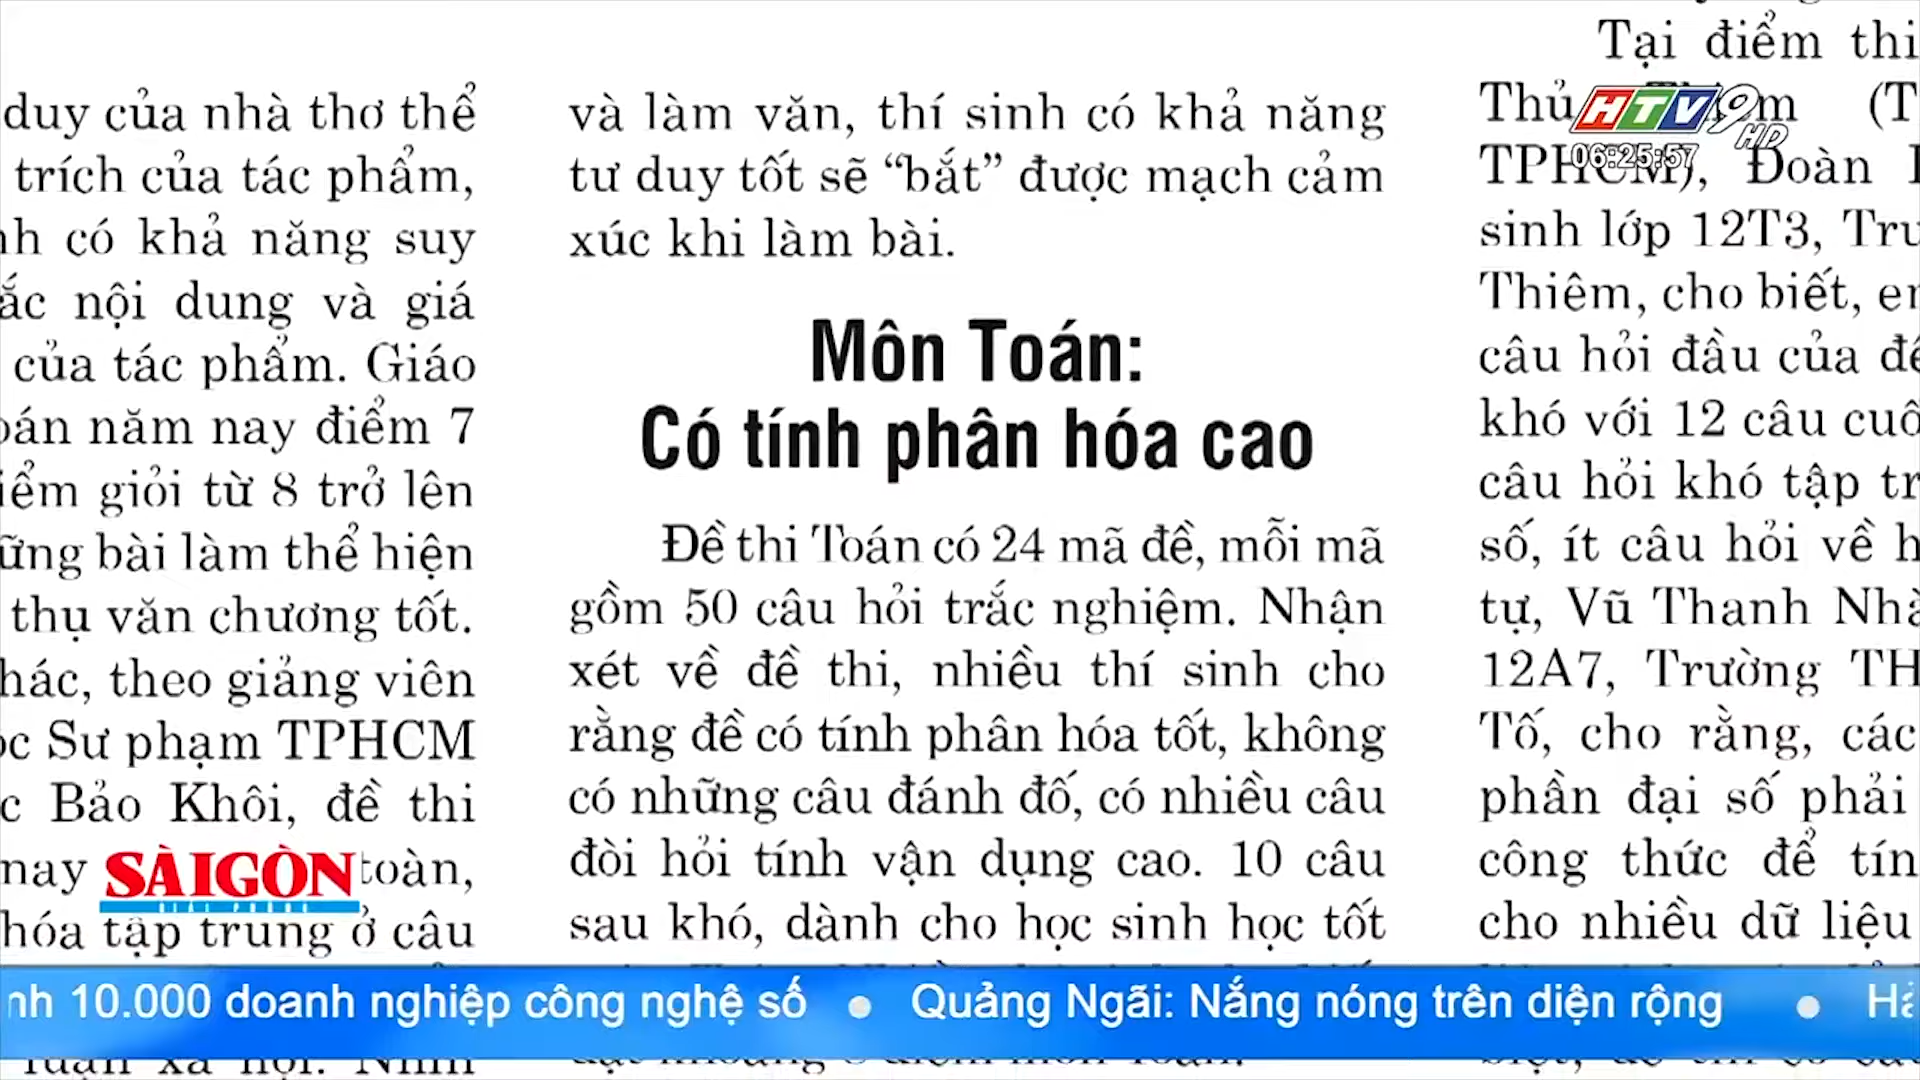 duy của nhà thơ thể
trích của tác phẩm,
có khả năng suy
nội dung và giá
của tác phẩm. Giáo
năm nay điểm 7
giỏi từ 8 trở lên
bài làm thể hiện
thụ văn chương tốt.
theo giảng viên
Sư phạm TPHCM
Bảo Khôi, đề thi
nay toàn,
hóa tập trung ở câu
và làm văn, thí sinh có khả năng
tư duy tốt sẽ “bắt” được mạch cảm
xúc khi làm bài.
Môn Toán:
Có tính phân hóa cao
Đề thi Toán có 24 mã đề, mỗi mã
gồm 50 câu hỏi trắc nghiệm. Nhận
xét về đề thi, nhiều thí sinh cho
rằng đề có tính phân hóa tốt, không
có những câu đánh đố, có nhiều câu
đòi hỏi tính vận dụng cao. 10 câu
sau khó, dành cho học sinh học tốt
Tại điểm thi
Thủ
TPHCM), Đoàn
sinh lớp 12T3,
Thiêm, cho biết,
câu hỏi đầu của
khó với 12 câu
câu hỏi khó tập
số, ít câu hỏi về
tự, Vũ Thanh
12A7, Trường
Tố, cho rằng, các
phần đại số phải
công thức để
cho nhiều dữ liệu
HTV9 HD
06:25:57
SÀIGÒN
GIẢI PHÓNG
10.000 doanh nghiệp công nghệ số • Quảng Ngãi: Nắng nóng trên diện rộng •